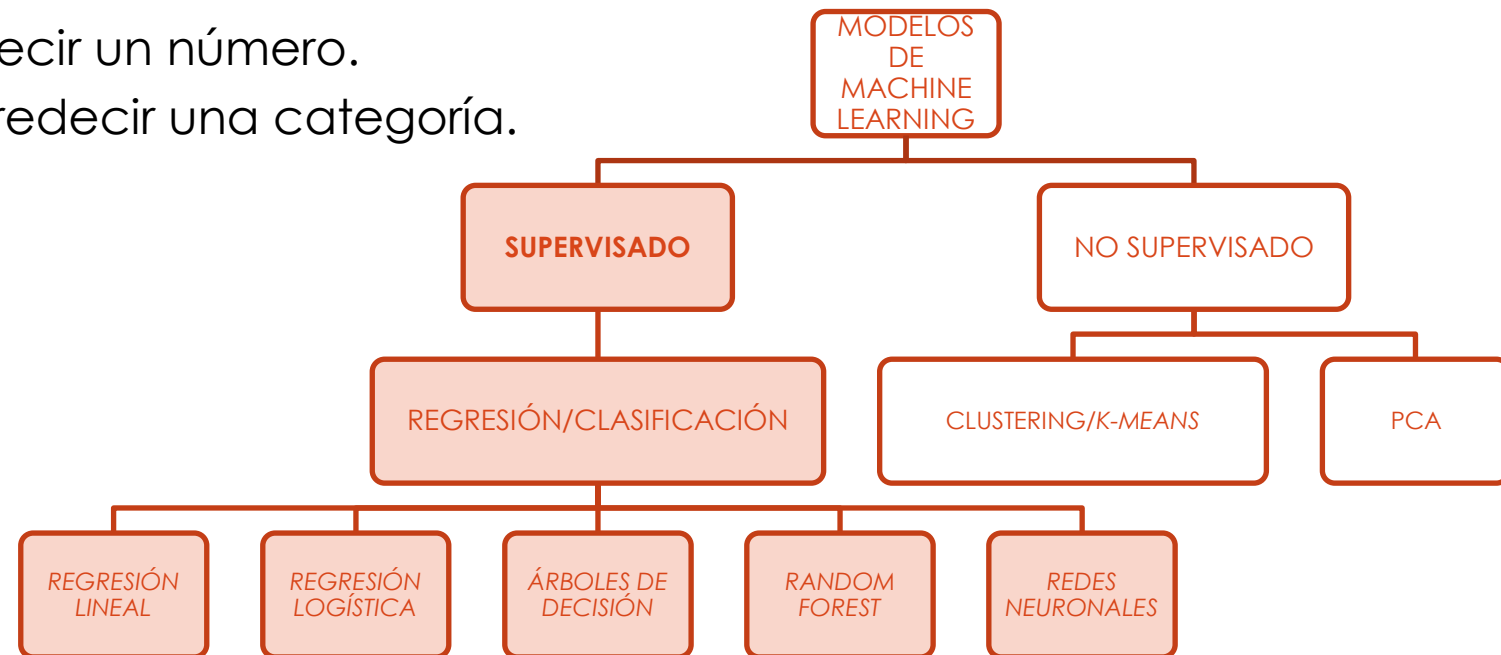 ecir un número.
redecir una categoría.
MODELOS
DE
MACHINE
LEARNING
SUPERVISADO
NO SUPERVISADO
REGRESIÓN/CLASIFICACIÓN
CLUSTERING/K-MEANS
PCA
REGRESIÓN
LINEAL
REGRESIÓN
LOGÍSTICA
ÁRBOLES DE
DECISIÓN
RANDOM
FOREST
REDES
NEURONALES